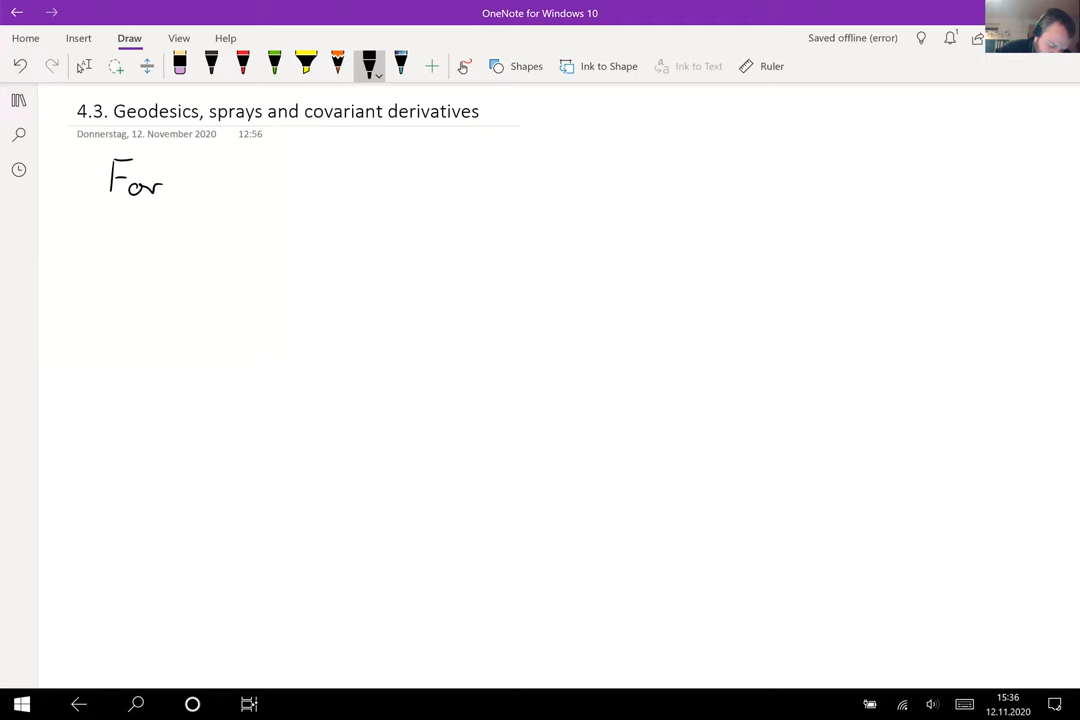 OneNote for Windows 10
Home Insert Draw View Help Saved offline (error) 1
Shapes Ink to Shape Ink to Text Ruler
4.3. Geodesics, sprays and covariant derivatives
Donnerstag, 12. November 2020 12:56
For
15:36
12.11.2020